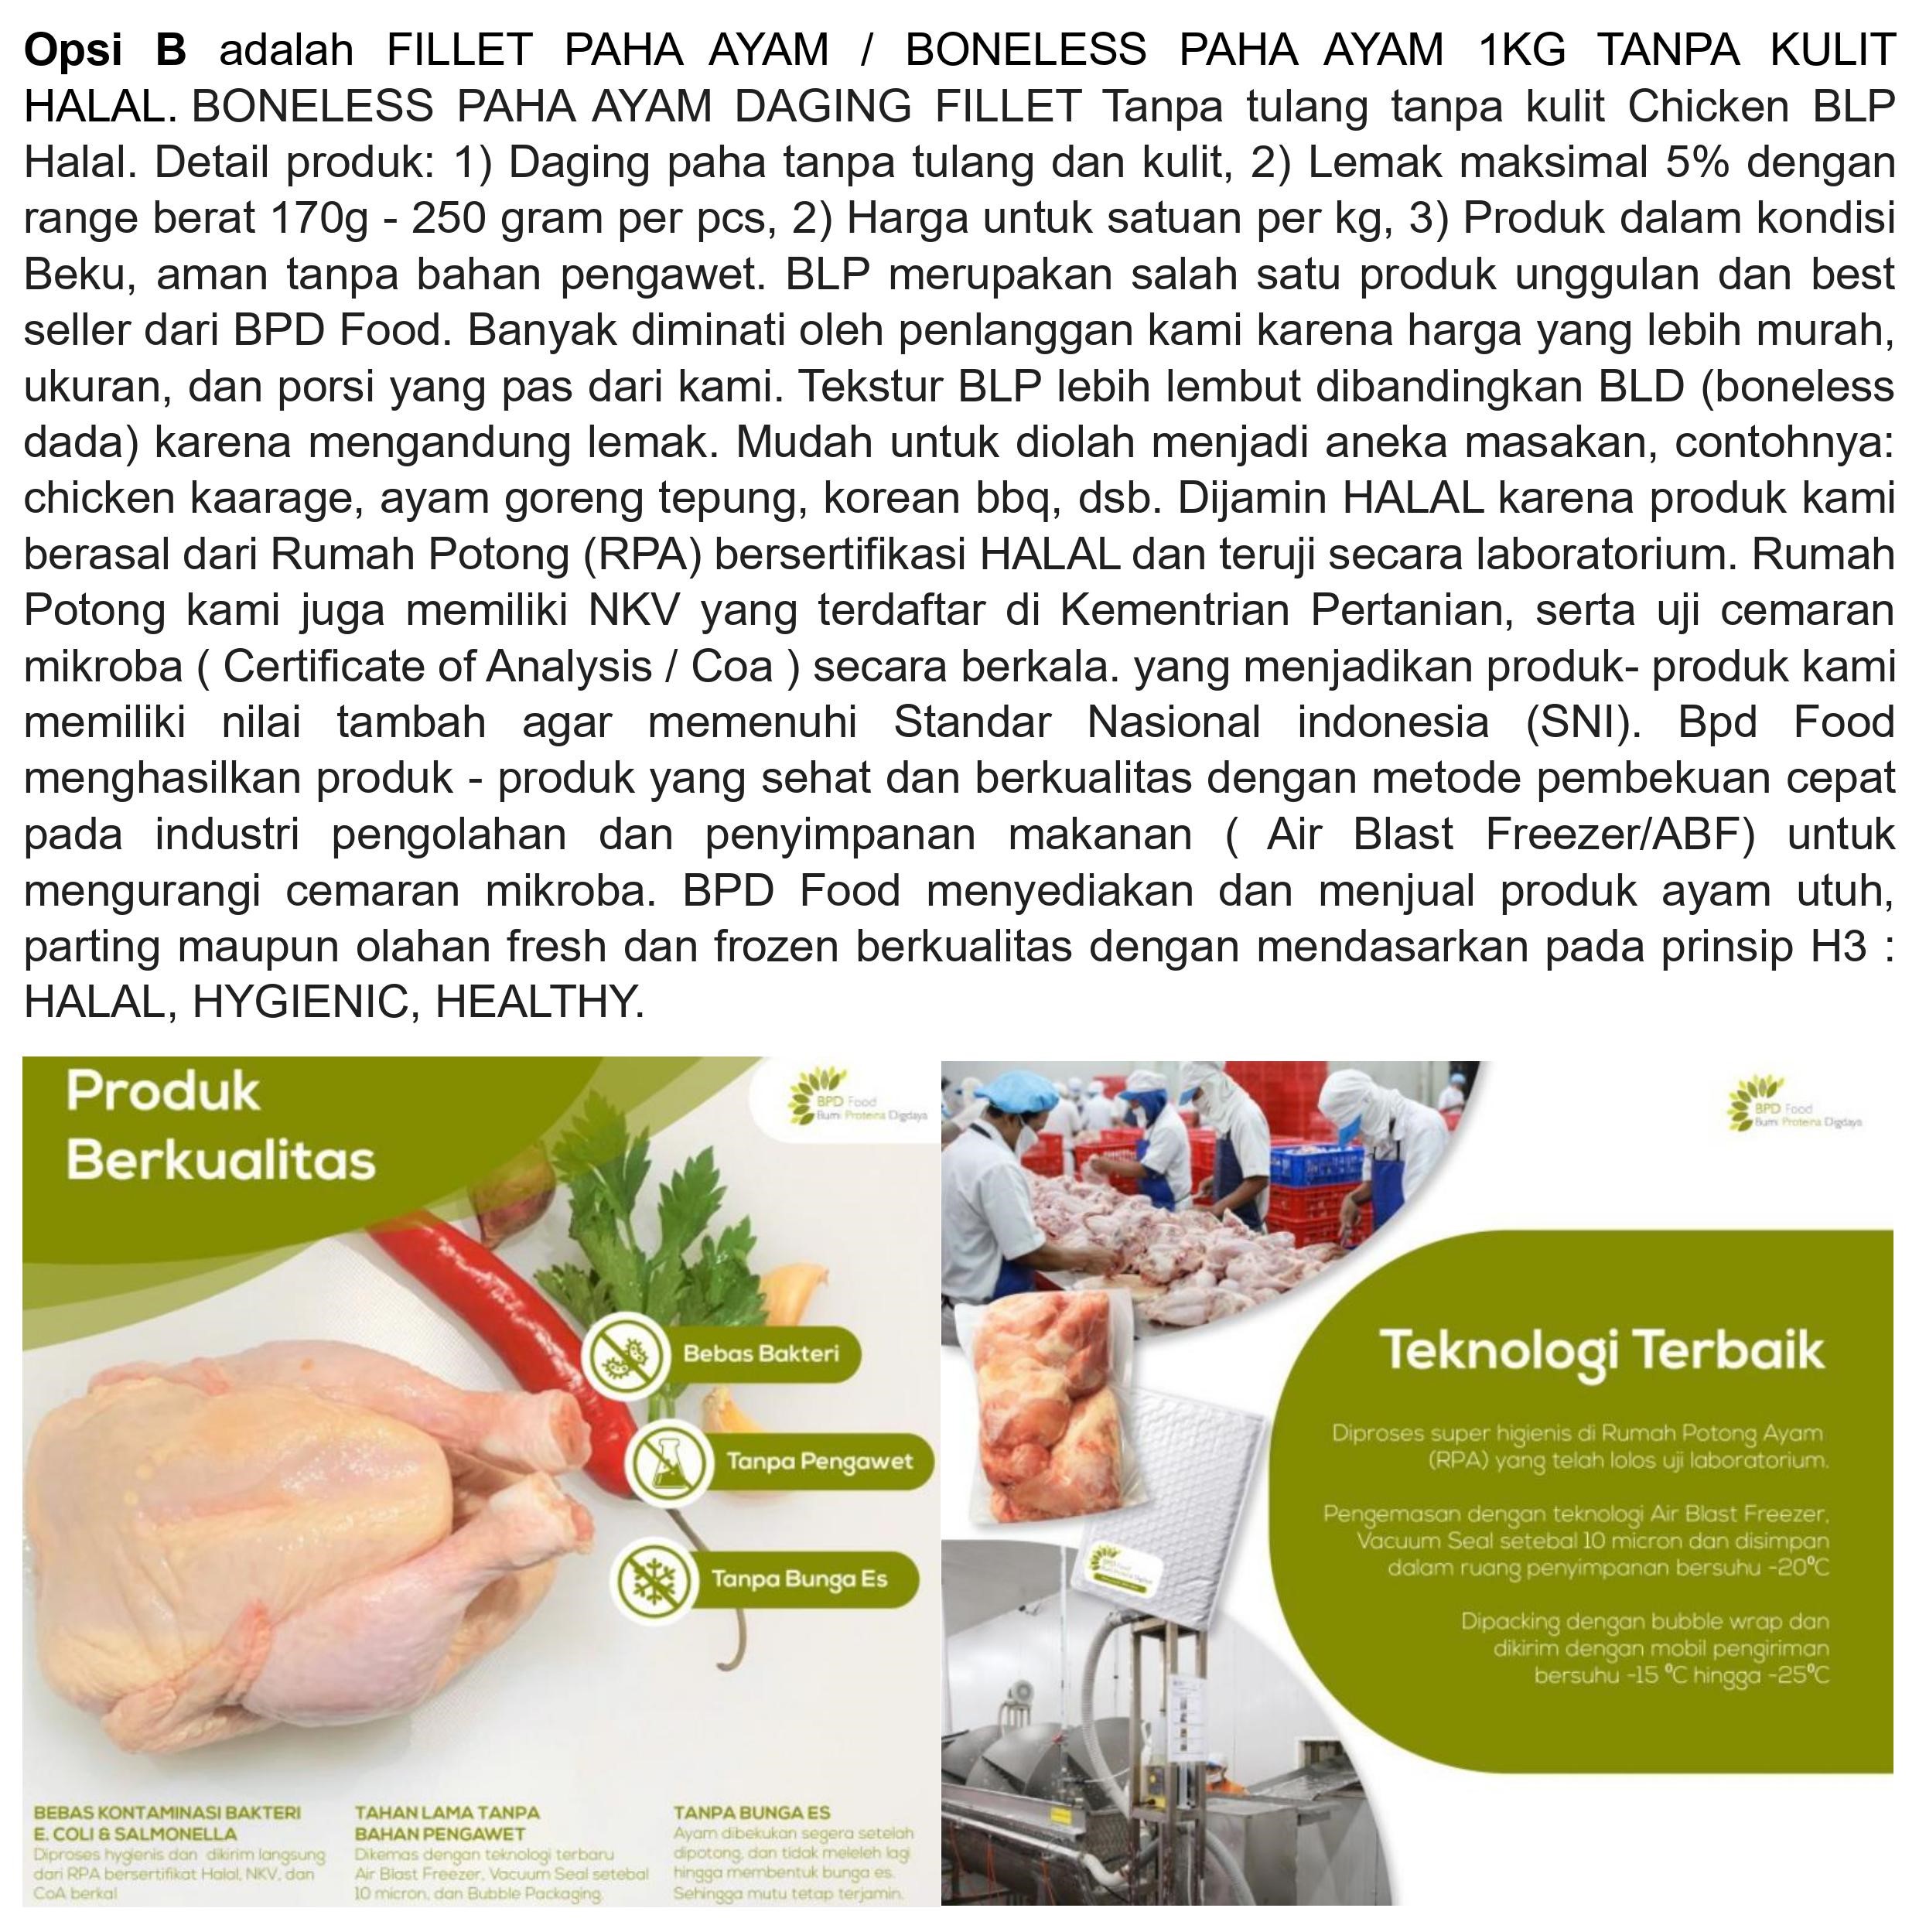 Opsi B adalah FILLET PAHA AYAM / BONELESS PAHA AYAM 1KG TANPA KULIT
HALAL. BONELESS PAHA AYAM DAGING FILLET Tanpa tulang tanpa kulit Chicken BLP
Halal. Detail produk: 1) Daging paha tanpa tulang dan kulit, 2) Lemak maksimal 5% dengan
range berat 170g - 250 gram per pcs, 2) Harga untuk satuan per kg, 3) Produk dalam kondisi
Beku, aman tanpa bahan pengawet. BLP merupakan salah satu produk unggulan dan best
seller dari BPD Food. Banyak diminati oleh penlanggan kami karena harga yang lebih murah,
ukuran, dan porsi yang pas dari kami. Tekstur BLP lebih lembut dibandingkan BLD (boneless
dada) karena mengandung lemak. Mudah untuk diolah menjadi aneka masakan, contohnya:
chicken kaarage, ayam goreng tepung, korean bbq, dsb. Dijamin HALAL karena produk kami
berasal dari Rumah Potong (RPA) bersertifikasi HALAL dan teruji secara laboratorium. Rumah
Potong kami juga memiliki NKV yang terdaftar di Kementrian Pertanian, serta uji cemaran
mikroba ( Certificate of Analysis / Coa ) secara berkala. yang menjadikan produk- produk kami
memiliki nilai tambah agar memenuhi Standar Nasional indonesia (SNI). Bpd Food
menghasilkan produk - produk yang sehat dan berkualitas dengan metode pembekuan cepat
pada industri pengolahan dan penyimpanan makanan ( Air Blast Freezer/ABF) untuk
mengurangi cemaran mikroba. BPD Food menyediakan dan menjual produk ayam utuh,
parting maupun olahan fresh dan frozen berkualitas dengan mendasarkan pada prinsip H3 :
HALAL, HYGIENIC, HEALTHY.
Produk
Berkualitas
BPD Food
Bumi Proteina Digdaya
Bebas Bakteri
Tanpa Pengawet
Tanpa Bunga Es
BEBAS KONTAMINASI BAKTERI
E. COLI & SALMONELLA
Diproses hygienis dan dikirim langsung
dari RPA bersertifikat Halal, NKV, dan
CoA berkal
TAHAN LAMA TANPA
BAHAN PENGAWET
Dikemas dengan teknologi terbaru
Air Blast Freezer, Vacuum Seal setebal
10 micron, dan Bubble Packaging.
TANPA BUNGA ES
Ayam dibekukan segera setelah
dipotong, dan tidak meleleh lagi
hingga membentuk bunga es.
Sehingga mutu tetap terjamin.
BPD Food
Bumi Proteina Digdaya
Teknologi Terbaik
Diproses super higienis di Rumah Potong Ayam
(RPA) yang telah lolos uji laboratorium.
Pengemasan dengan teknologi Air Blast Freezer,
Vacuum Seal setebal 10 micron dan disimpan
dalam ruang penyimpanan bersuhu -20⁰C
Dipacking dengan bubble wrap dan
dikirim dengan mobil pengiriman
bersuhu -15 ⁰C hingga -25⁰C